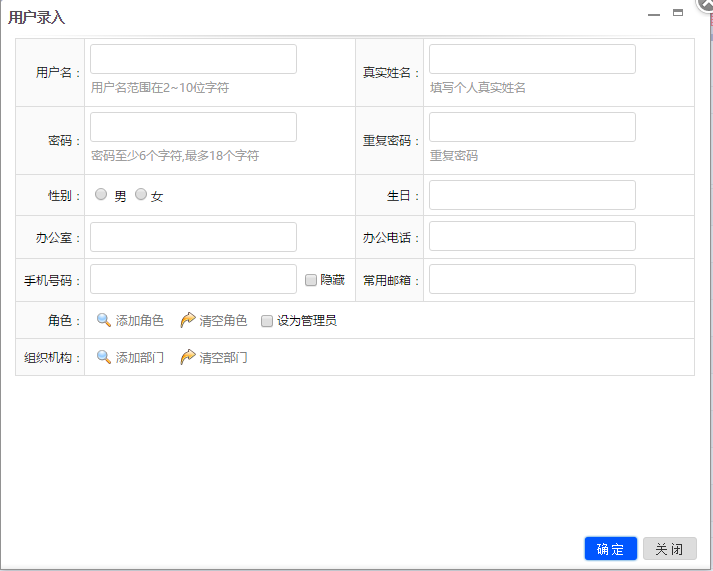 用户录入
用户名： 真实姓名：
用户名范围在2~10位字符 填写个人真实姓名
密码： 重复密码：
密码至少6个字符,最多18个字符 重复密码
性别： 男 女 生日：
办公室： 办公电话：
手机号码： 隐藏 常用邮箱：
角色： 添加角色 清空角色 设为管理员
组织机构： 添加部门 清空部门
确定 关闭